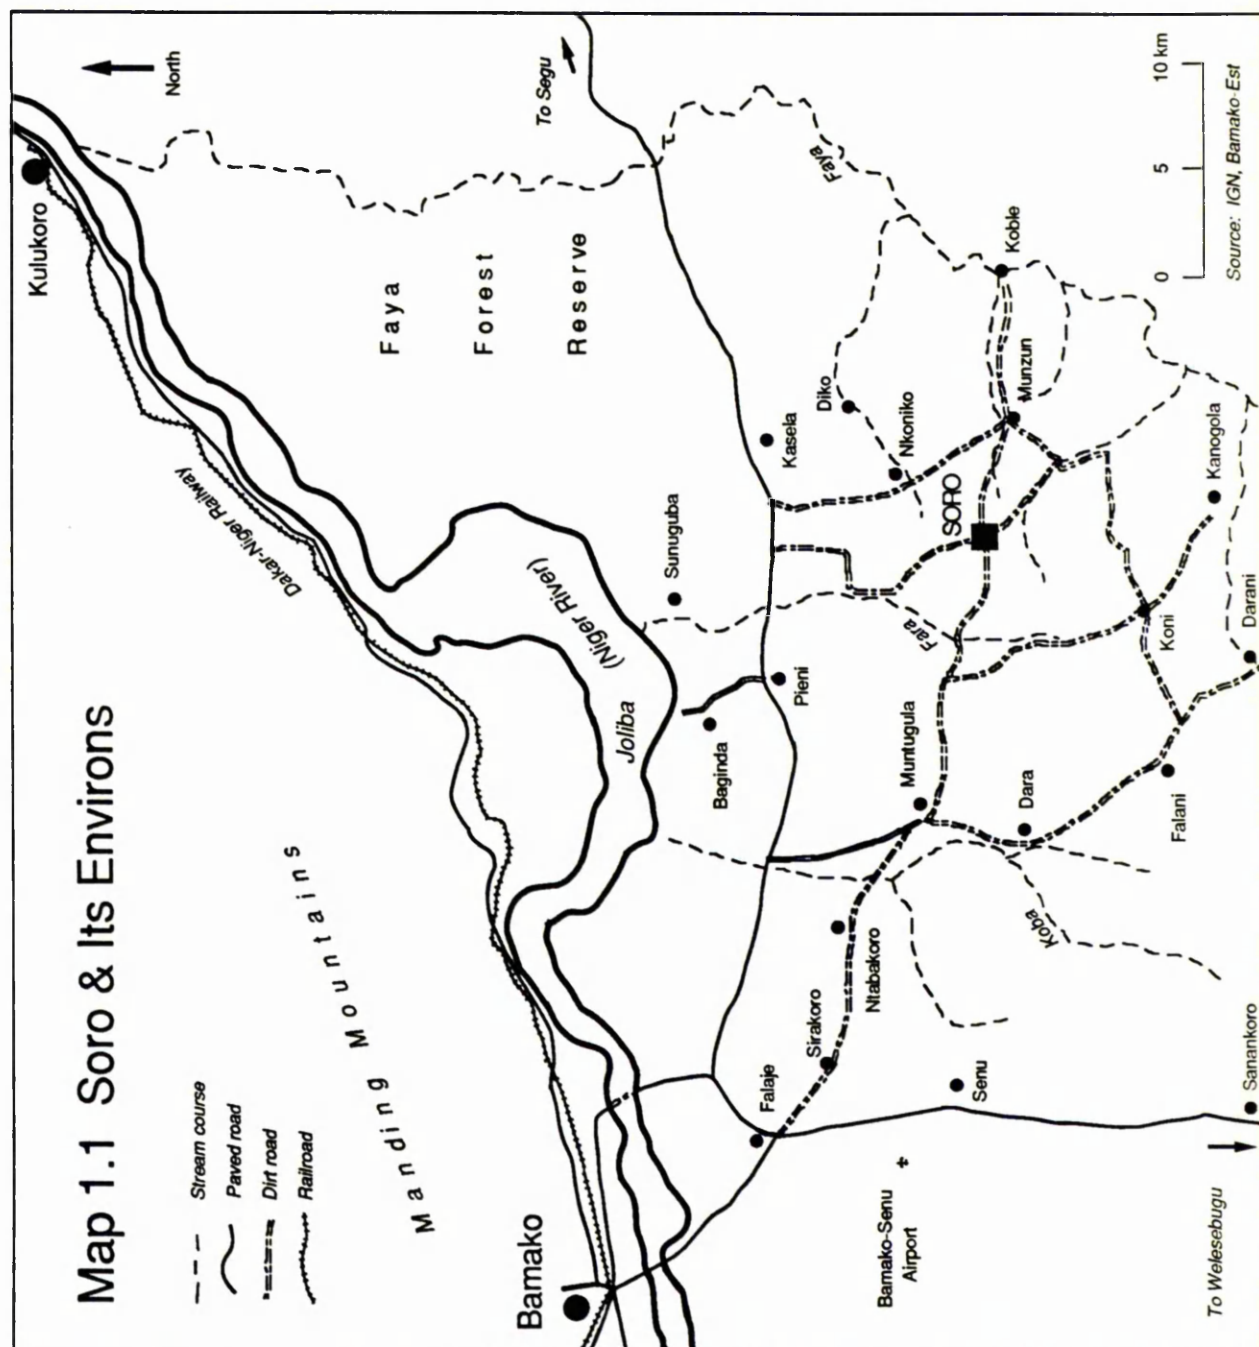 Map 1.1 Soro & Its Environs
Stream course
Paved road
Dirt road
Railroad
North
Kulukoro
Manding Mountains
Dakar-Niger Railway
Bamako
Joliba
(Niger River)
Faya
Forest
Reserve
To Segu
Sunuguba
Baginda
Pieni
Kasela
Diko
Nkoniko
Faya
Falaje
Sirakoro
Ntabakoro
Muntugula
Fara
SORO
Munzun
Koble
Bamako-Senu
Airport
Senu
Koba
Dara
Koni
Falani
Kanogola
Darani
Sanankoro
To Welesebugu
0 5 10 km
Source: IGN, Bamako-Est